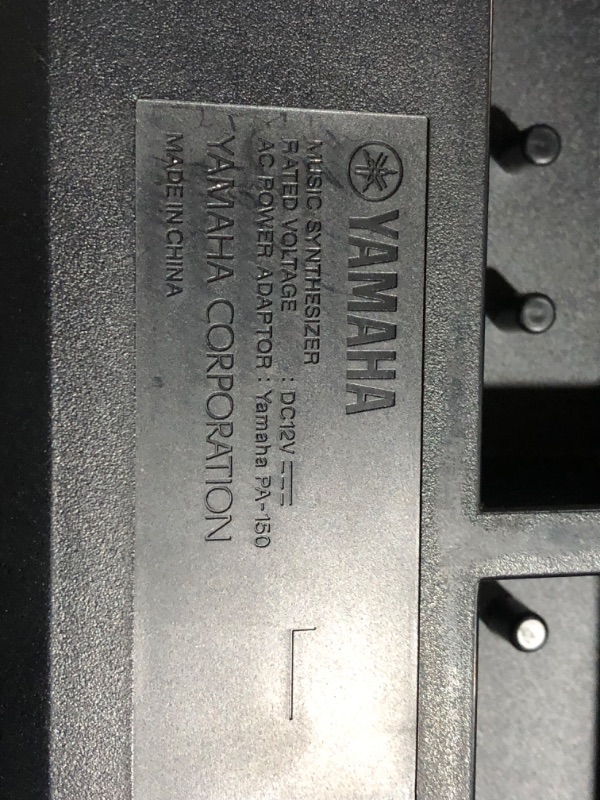 YAMAHA
MUSIC SYNTHESIZER
RATED VOLTAGE : DC12V
AC POWER ADAPTOR : Yamaha PA-150
YAMAHA CORPORATION
MADE IN CHINA